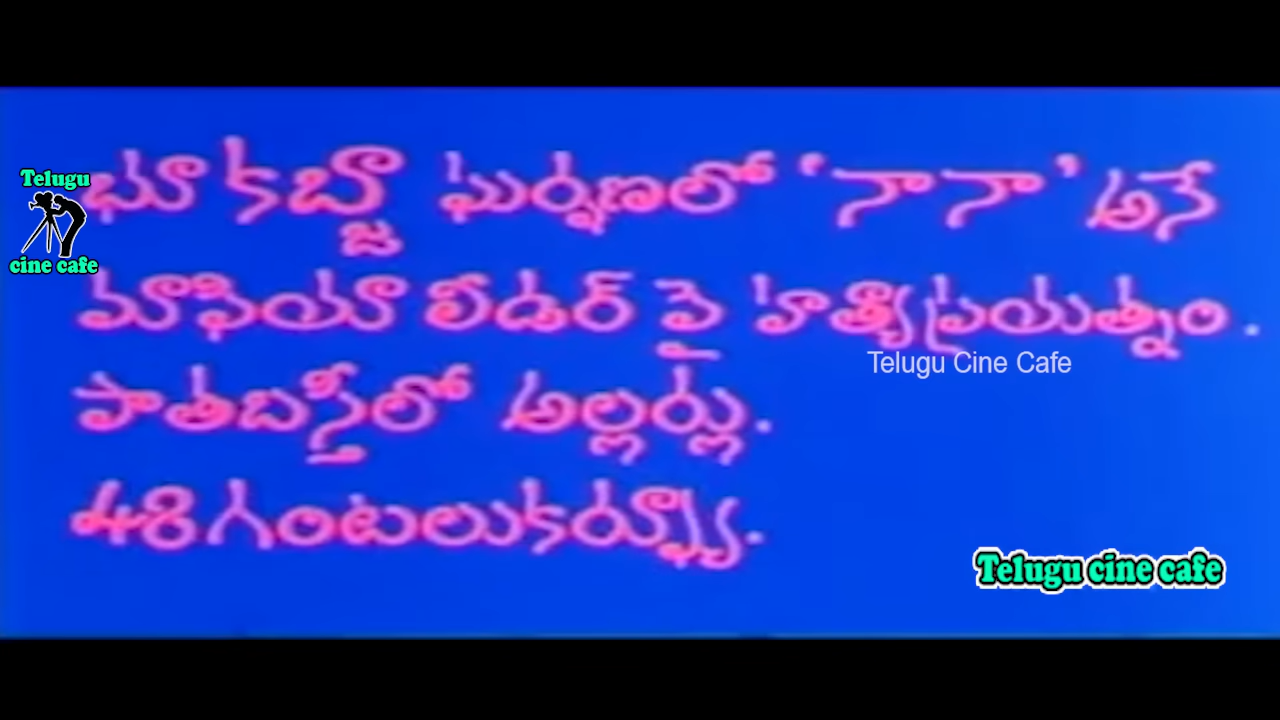 Telugu
cine cafe
భూకబ్జా ఘర్షణలో 'నానా' అనే
మాఫియా లీడర్ పై హత్యాప్రయత్నం.
Telugu Cine Cafe
పాతబస్తీలో అల్లర్లు.
48 గంటలు కర్ఫ్యూ.
Telugu cine cafe